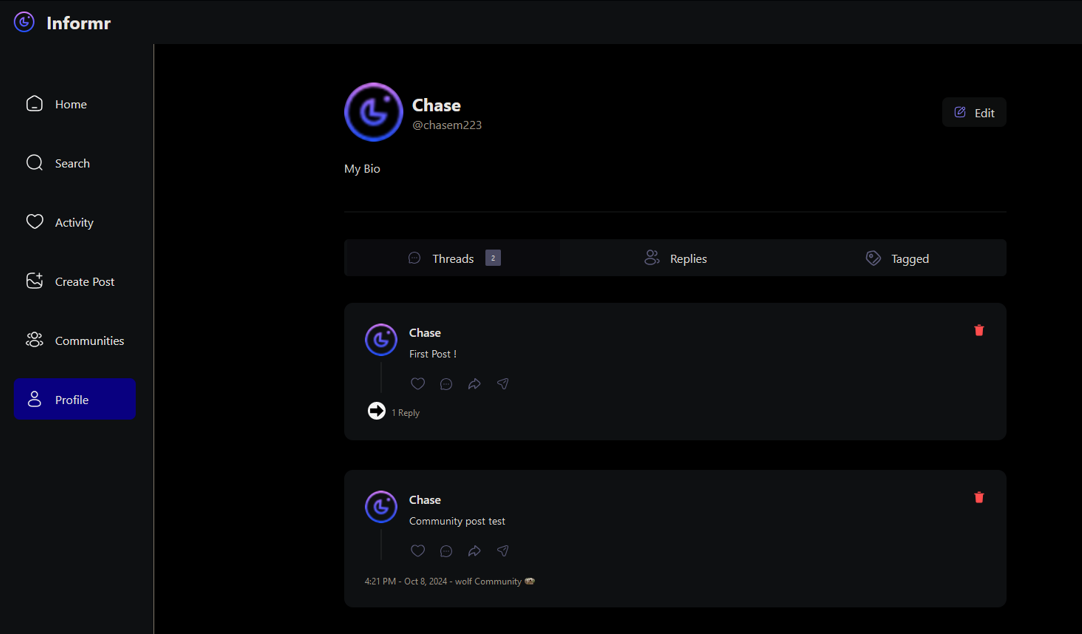 Informr
Home
Search
Activity
Create Post
Communities
Profile
Chase
@chasem223
Edit
My Bio
Threads 2
Replies
Tagged
Chase
First Post !
1 Reply
Chase
Community post test
4:21 PM - Oct 8, 2024 - wolf Community